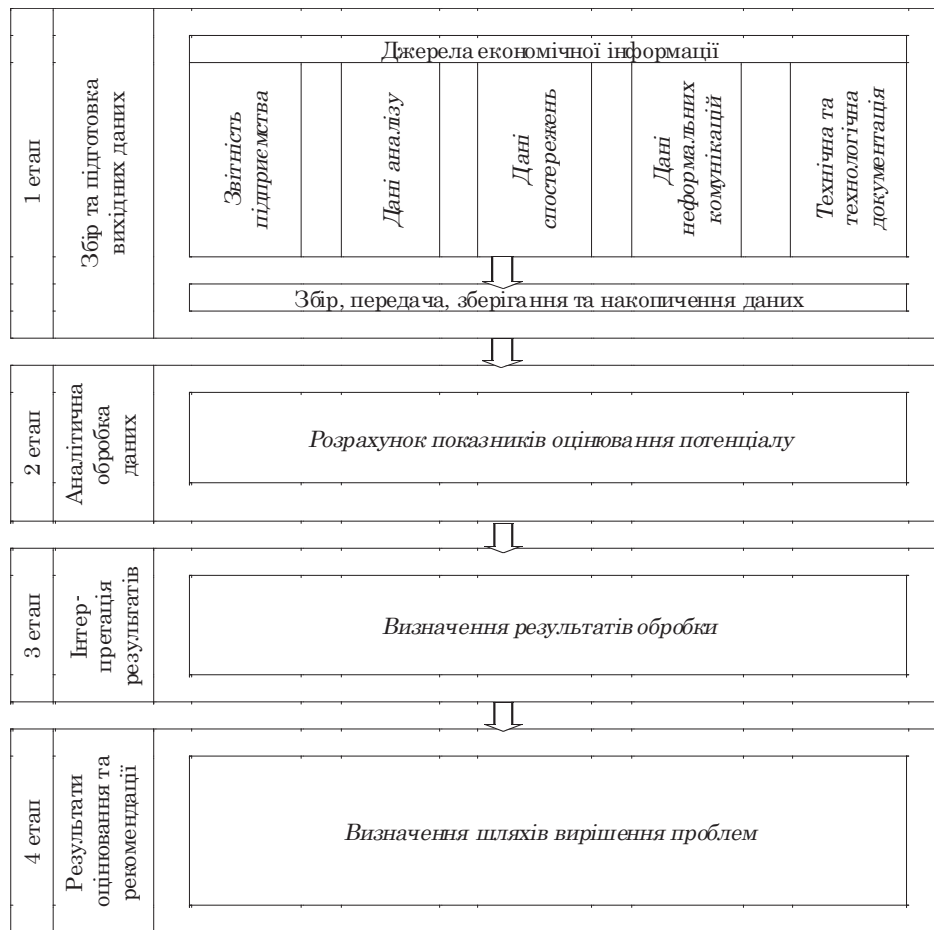 1 етап
Збір та підготовка
вихідних даних
Джерела економічної інформації
Звітність
підприємства
Дані аналізу
Дані
спостережень
Дані
неформальних
комунікацій
Технічна та
технологічна
документація
Збір, передача, зберігання та накопичення даних
2 етап
Аналітична
обробка
даних
Розрахунок показників оцінювання потенціалу
3 етап
Інтер-
претація
результатів
Визначення результатів обробки
4 етап
Результати
оцінювання та
рекомендації
Визначення шляхів вирішення проблем